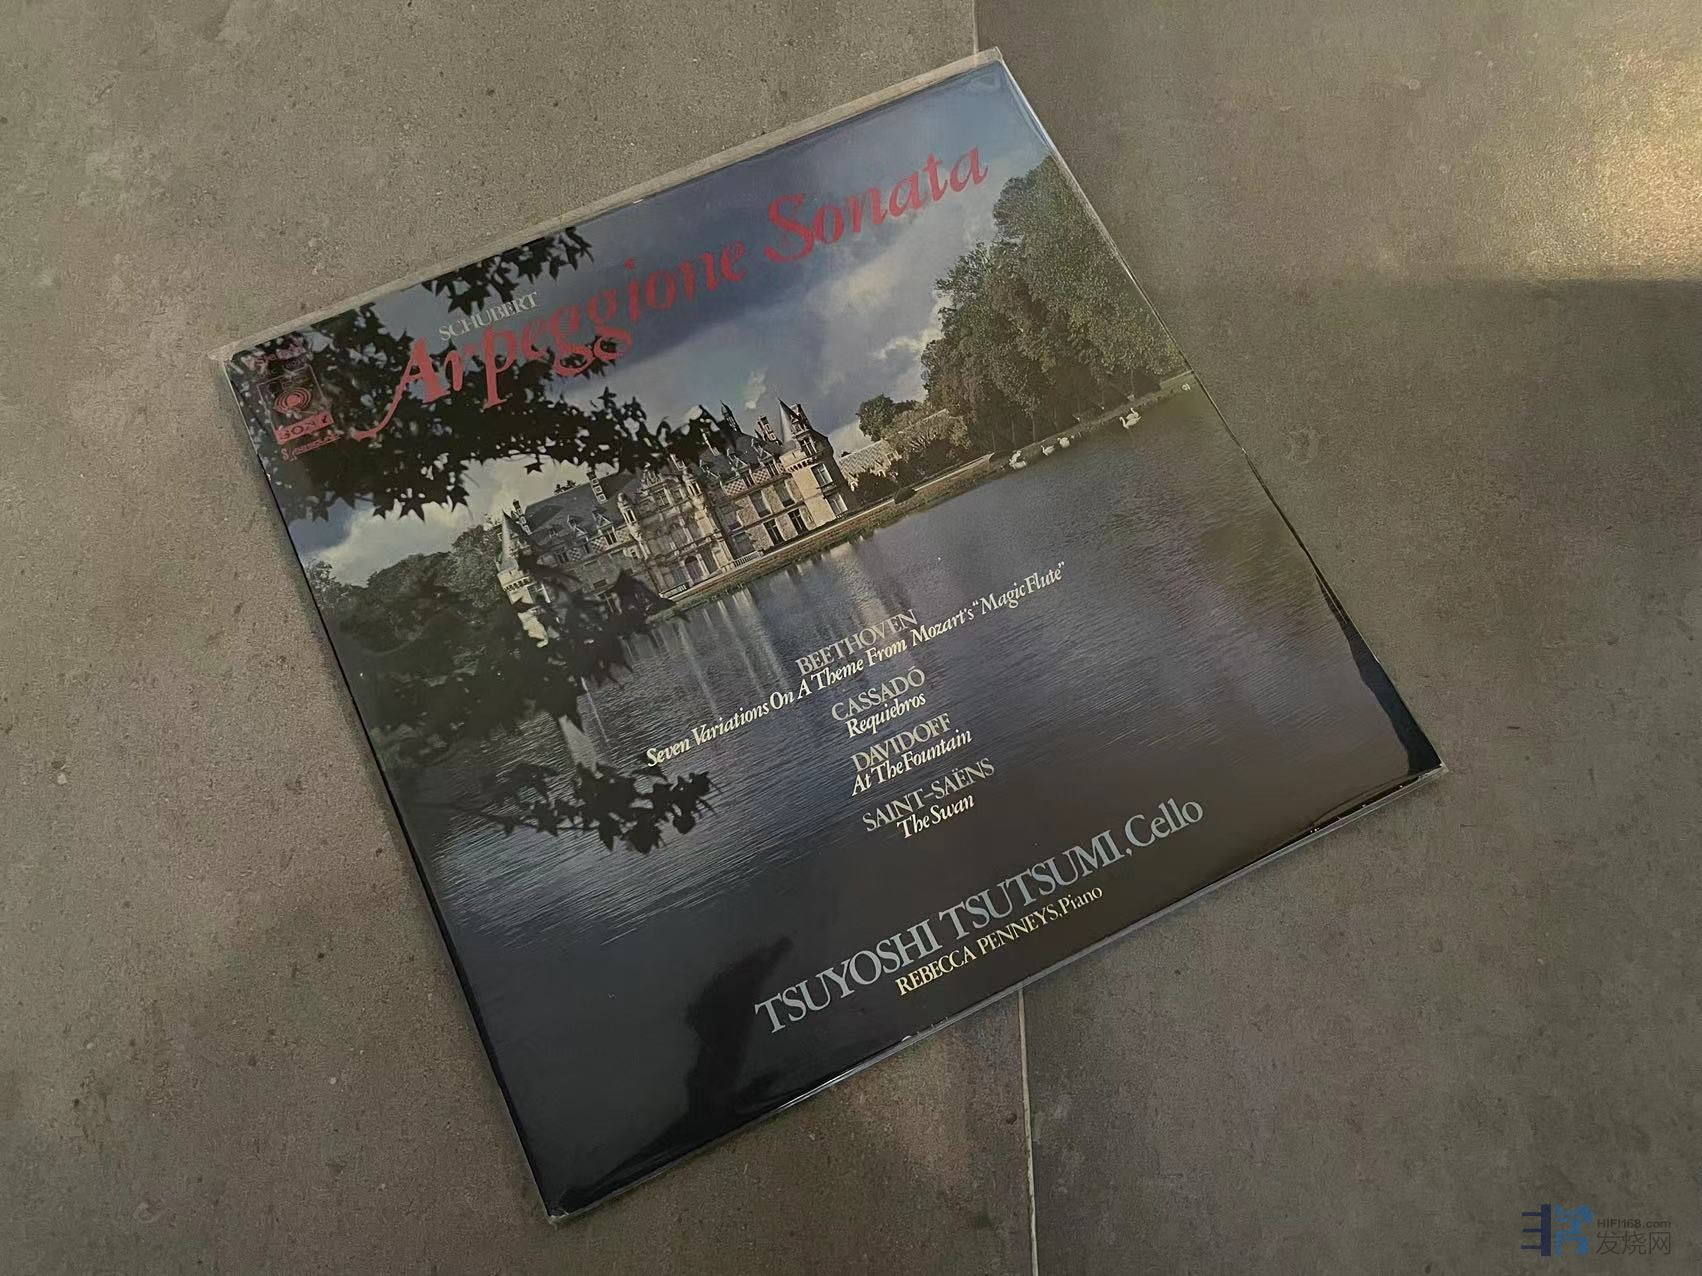 SCHUBERT
Arpeggione Sonata
SONY
BEETHOVEN
Seven Variations On A Theme From Mozart's "Magic Flute"
CASSADÓ
Requiebros
DAVIDOFF
At The Fountain
SAINT-SAËNS
The Swan
TSUYOSHI TSUTSUMI, Cello
REBECCA PENNEYS, Piano
HIFI168.com
发烧网